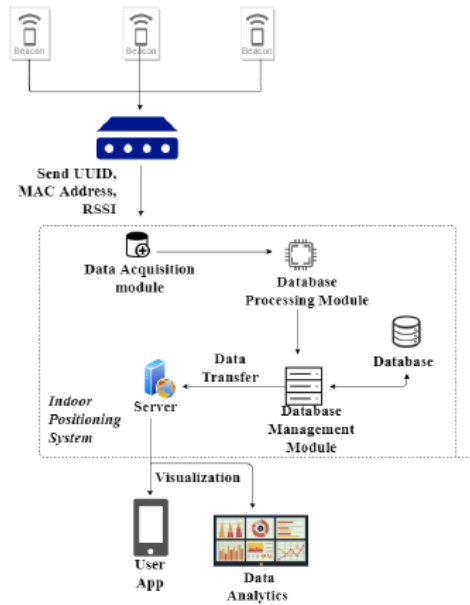 Beacon
Beacon
Beacon
Send UUID,
MAC Address,
RSSI
Data Acquisition
module
Database
Processing Module
Database
Data
Transfer
Server
Database
Management
Module
Indoor
Positioning
System
Visualization
User
App
Data
Analytics